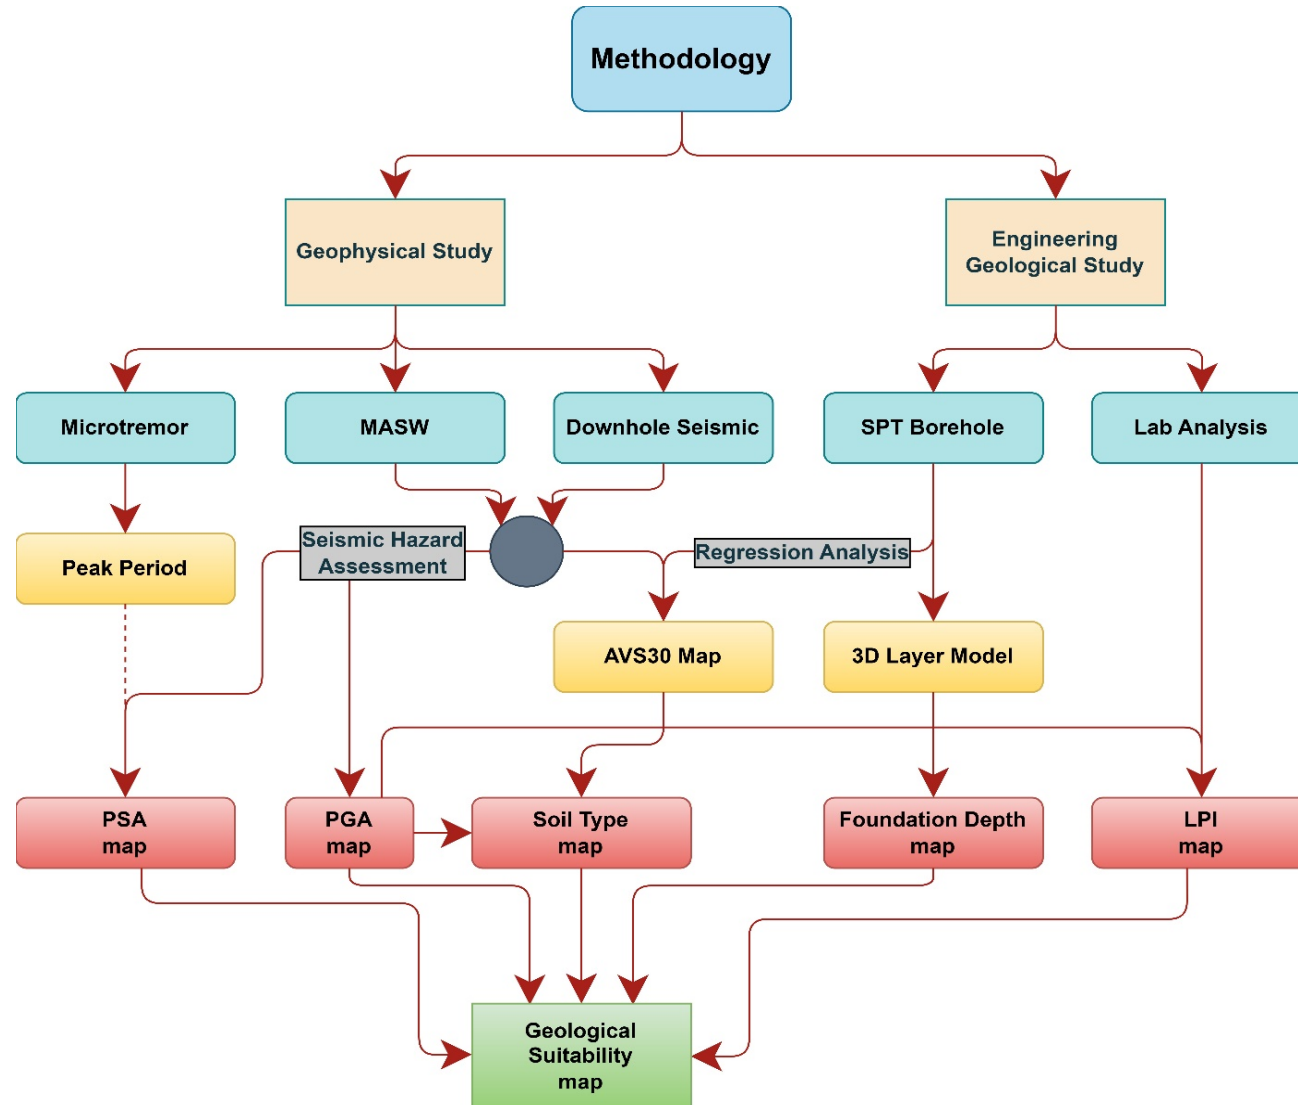 Methodology
Geophysical Study
Engineering
Geological Study
Microtremor
MASW
Downhole Seismic
SPT Borehole
Lab Analysis
Seismic Hazard
Assessment
Regression Analysis
Peak Period
AVS30 Map
3D Layer Model
PSA
map
PGA
map
Soil Type
map
Foundation Depth
map
LPI
map
Geological
Suitability
map